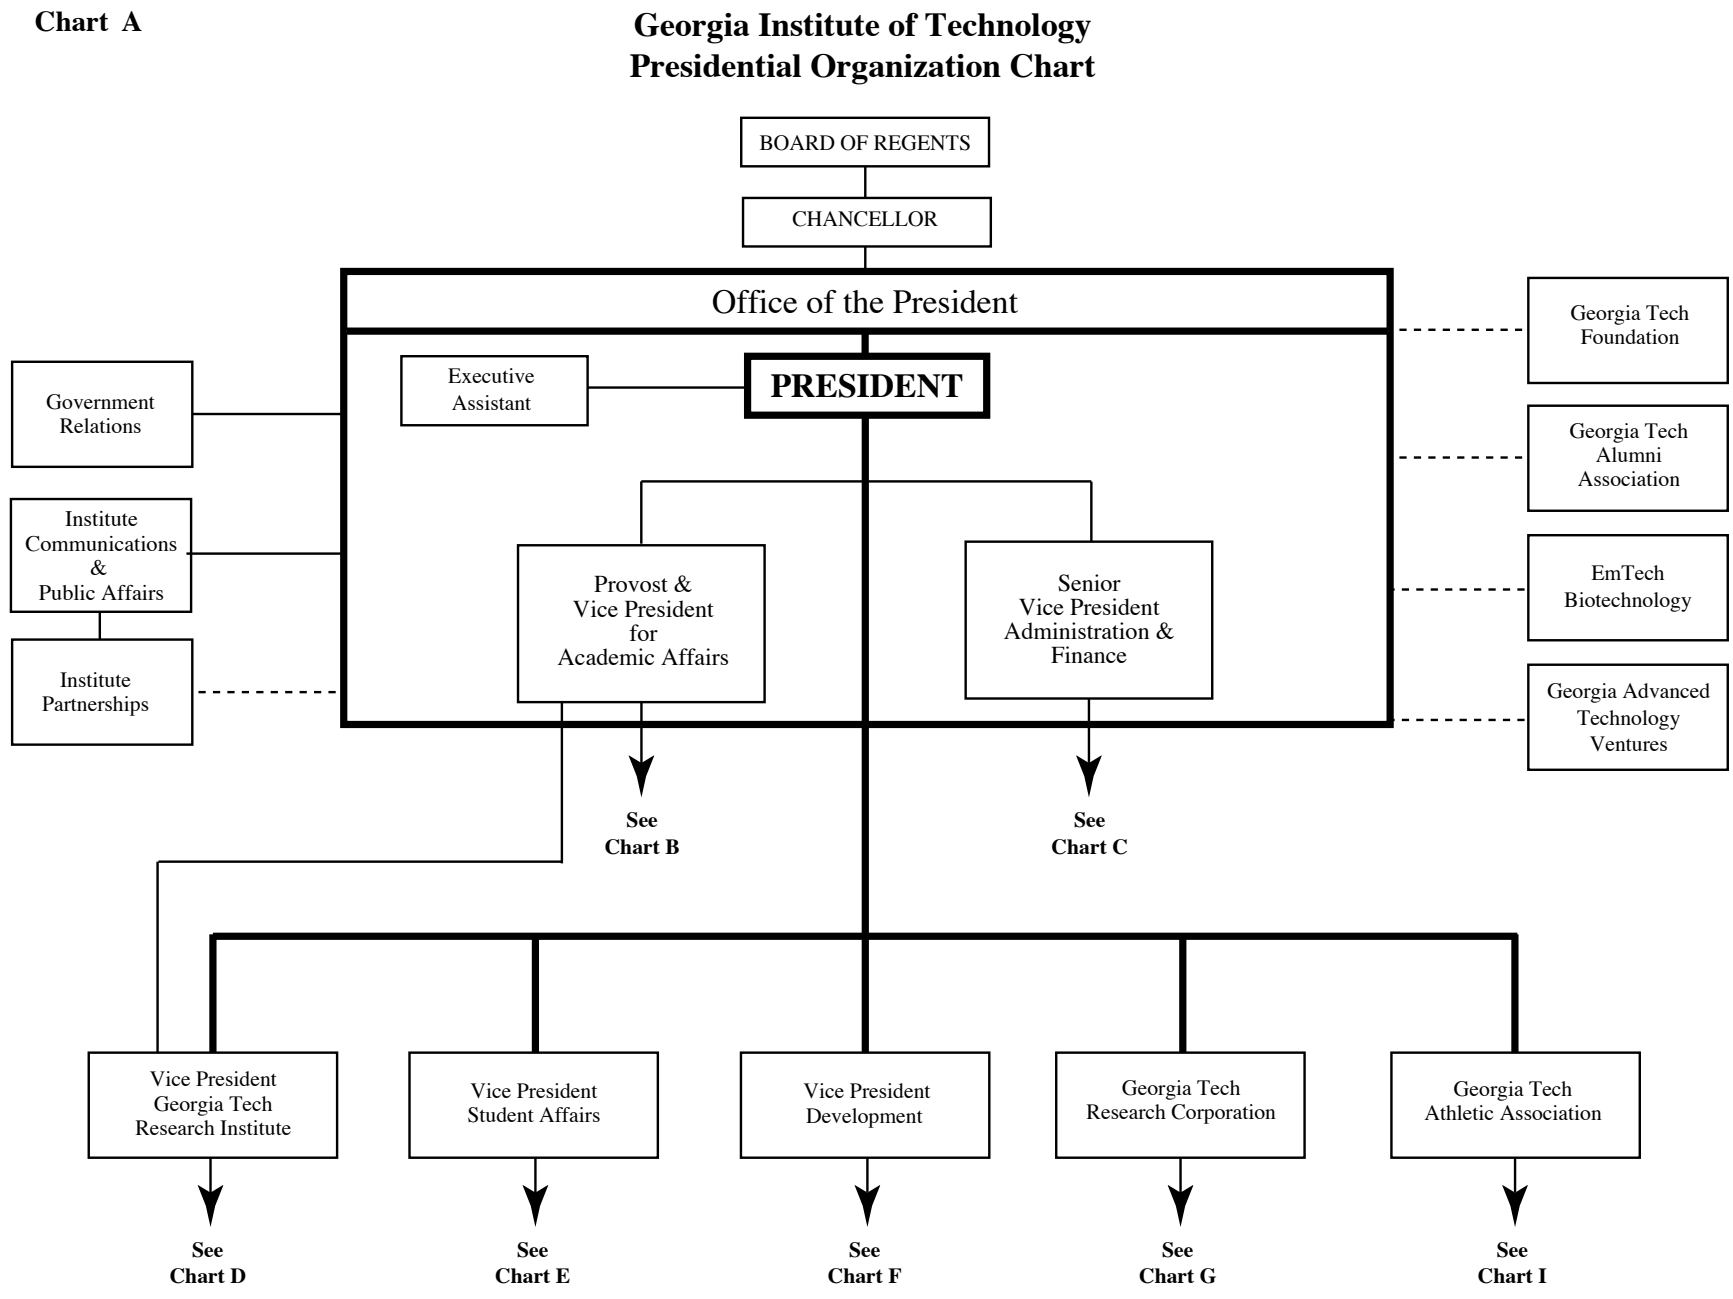 Chart A
Georgia Institute of Technology
Presidential Organization Chart
BOARD OF REGENTS
CHANCELLOR
Office of the President
PRESIDENT
Executive
Assistant
Government
Relations
Institute
Communications
&
Public Affairs
Institute
Partnerships
Georgia Tech
Foundation
Georgia Tech
Alumni
Association
EmTech
Biotechnology
Georgia Advanced
Technology
Ventures
Provost &
Vice President
for
Academic Affairs
Senior
Vice President
Administration &
Finance
See
Chart B
See
Chart C
Vice President
Georgia Tech
Research Institute
Vice President
Student Affairs
Vice President
Development
Georgia Tech
Research Corporation
Georgia Tech
Athletic Association
See
Chart D
See
Chart E
See
Chart F
See
Chart G
See
Chart I